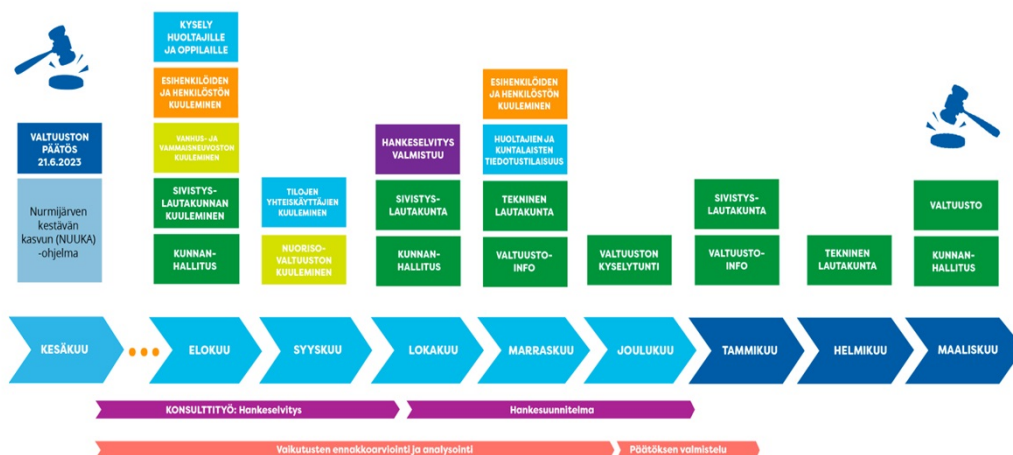 VALTUUSTON
PÄÄTÖS
21.6.2023
Nurmijärven
kestävän
kasvun (NUUKA)
-ohjelma
KYSELY
HUOLTAJILLE
JA OPPILAILLE
ESIHENKILÖIDEN
JA HENKILÖSTÖN
KUULEMINEN
VANHUS- JA
VAMMAISNEUVOSTON
KUULEMINEN
SIVISTYS-
LAUTAKUNNAN
KUULEMINEN
KUNNAN-
HALLITUS
TILOJEN
YHTEISKÄYTTÄJIEN
KUULEMINEN
NUORISO-
VALTUUSTON
KUULEMINEN
HANKESELVITYS
VALMISTUU
SIVISTYS-
LAUTAKUNTA
KUNNAN-
HALLITUS
ESIHENKILÖIDEN
JA HENKILÖSTÖN
KUULEMINEN
HUOLTAJIEN JA
KUNTALAISTEN
TIEDOTUSTILAISUUS
TEKNINEN
LAUTAKUNTA
VALTUUSTO-
INFO
VALTUUSTON
KYSELYTUNTI
SIVISTYS-
LAUTAKUNTA
VALTUUSTO-
INFO
TEKNINEN
LAUTAKUNTA
VALTUUSTO
KUNNAN-
HALLITUS
KESÄKUU
ELOKUU
SYYSKUU
LOKAKUU
MARRASKUU
JOULUKUU
TAMMIKUU
HELMIKUU
MAALISKUU
KONSULTTITYÖ: Hankeselvitys
Hankesuunnitelma
Vaikutusten ennakkoarviointi ja analysointi
Päätöksen valmistelu